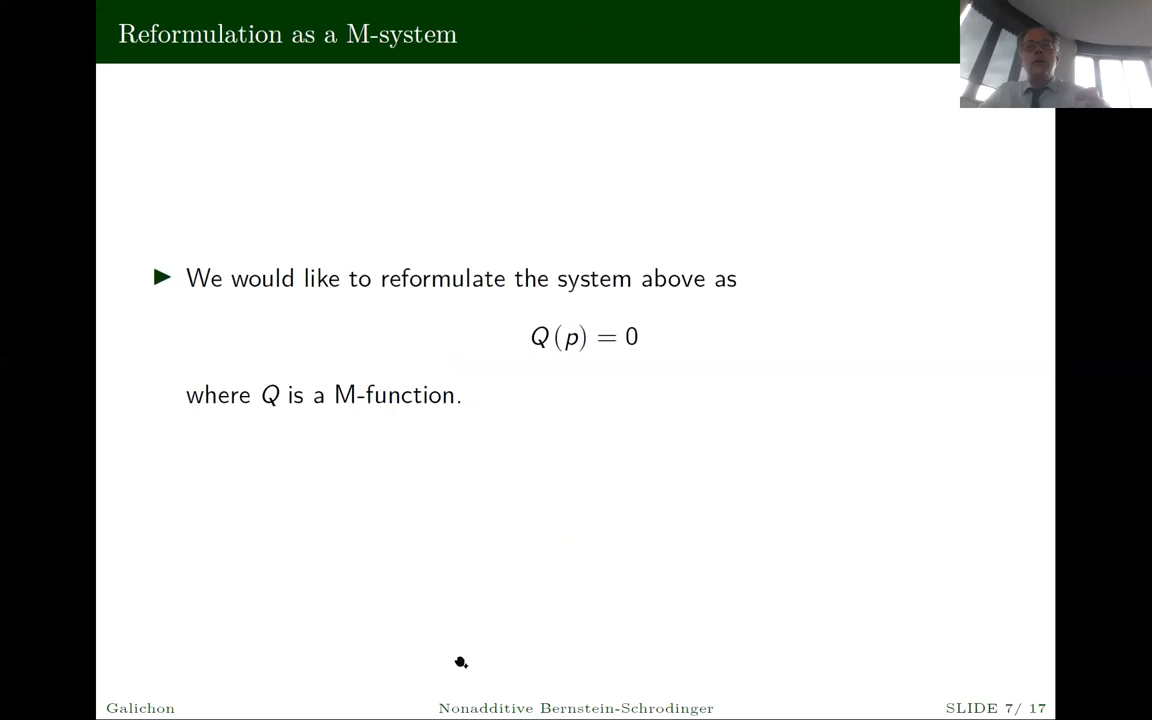 Reformulation as a M-system
▶ We would like to reformulate the system above as
Q (p) = 0
where Q is a M-function.
Galichon
Nonadditive Bernstein-Schrodinger
SLIDE 7/ 17